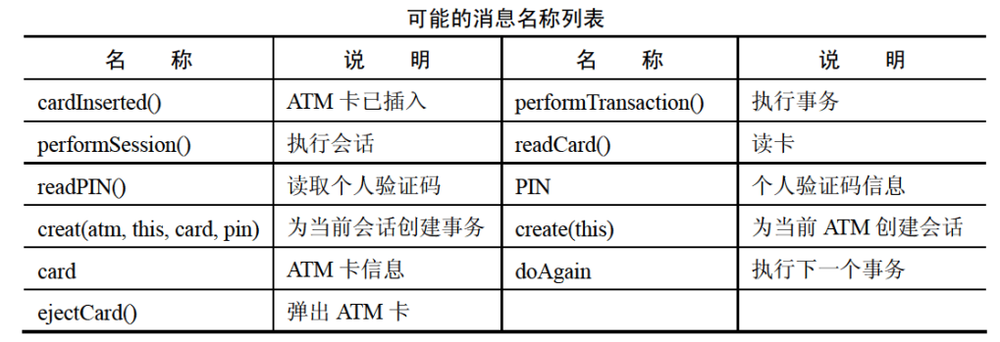 可能的消息名称列表
名 称 说 明 名 称 说 明
cardInserted() ATM 卡已插入 performTransaction() 执行事务
performSession() 执行会话 readCard() 读卡
readPIN() 读取个人验证码 PIN 个人验证码信息
creat(atm, this, card, pin) 为当前会话创建事务 create(this) 为当前 ATM 创建会话
card ATM 卡信息 doAgain 执行下一个事务
ejectCard() 弹出 ATM 卡